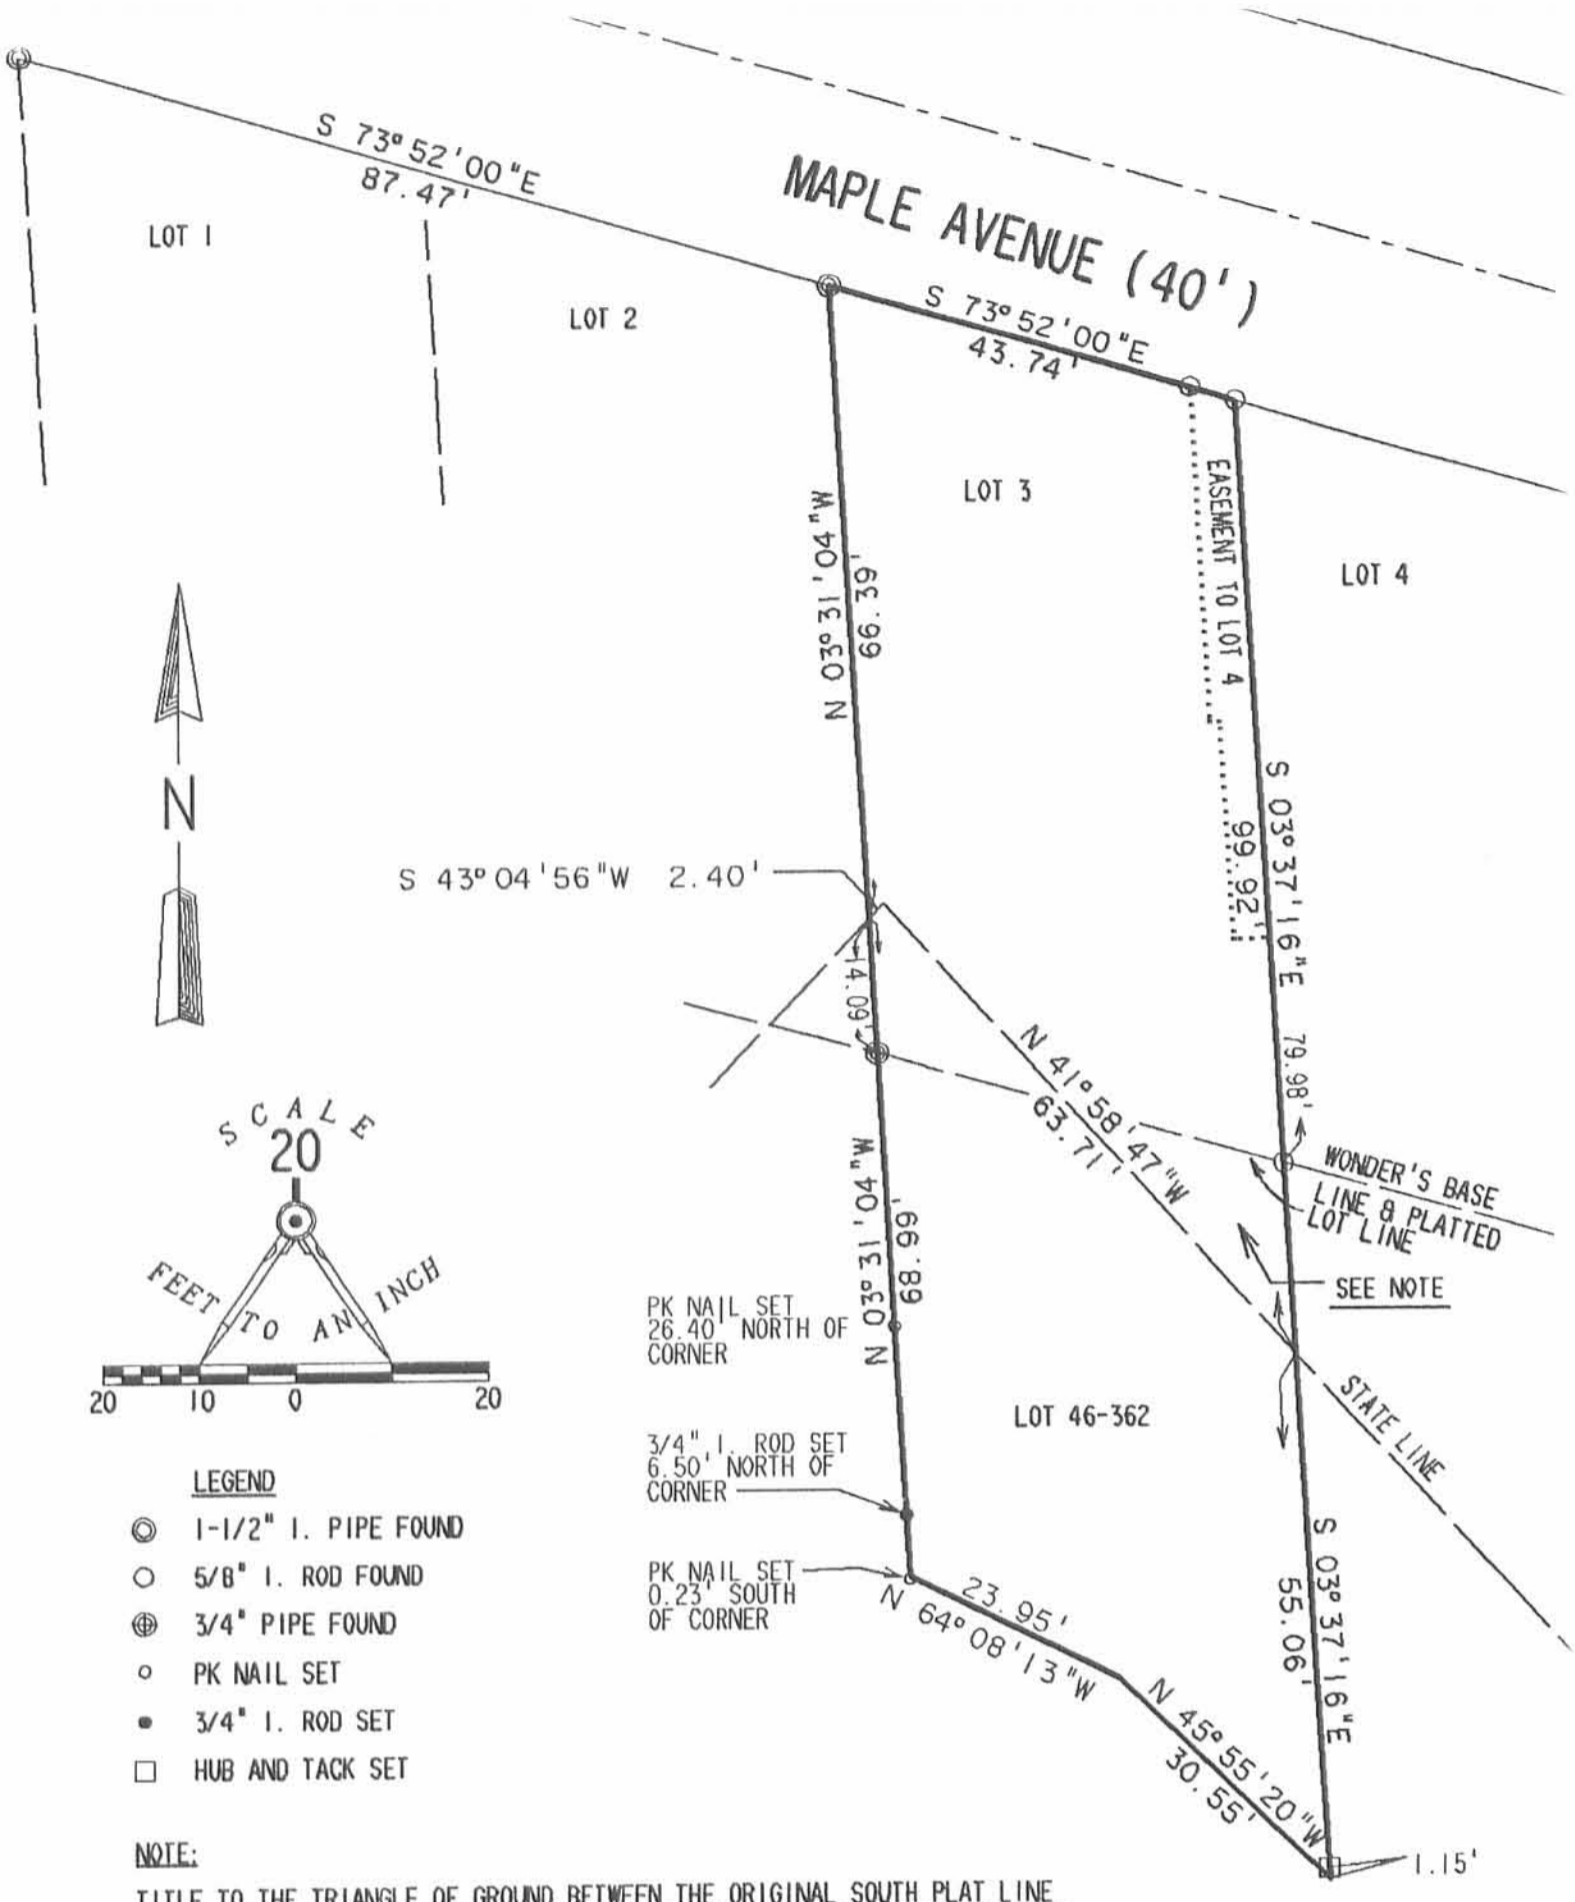 S 73°52'00"E
87.47'
MAPLE AVENUE (40')
LOT 1
LOT 2
S 73°52'00"E
43.74'
LOT 3
EASEMENT TO LOT 4
LOT 4
N 03°31'04"W
66.39'
S 03°37'16"E
99.92'
79.98'
N
S 43°04'56"W 2.40'
14.09'
N 41°58'47"W
63.71'
WONDER'S BASE
LINE & PLATTED
LOT LINE
SEE NOTE
STATE LINE
SCALE
20
FEET TO AN INCH
20 10 0 20
N 03°31'04"W
68.99'
PK NAIL SET
26.40' NORTH OF
CORNER
LOT 46-362
3/4" I. ROD SET
6.50' NORTH OF
CORNER
PK NAIL SET
0.23' SOUTH
OF CORNER
23.95'
N 64°08'13"W
N 45°55'20"W
30.55'
S 03°37'16"E
55.06'
1.15'
LEGEND
1-1/2" I. PIPE FOUND
5/8" I. ROD FOUND
3/4" PIPE FOUND
PK NAIL SET
3/4" I. ROD SET
HUB AND TACK SET
NOTE:
TITLE TO THE TRIANGLE OF GROUND BETWEEN THE ORIGINAL SOUTH PLAT LINE